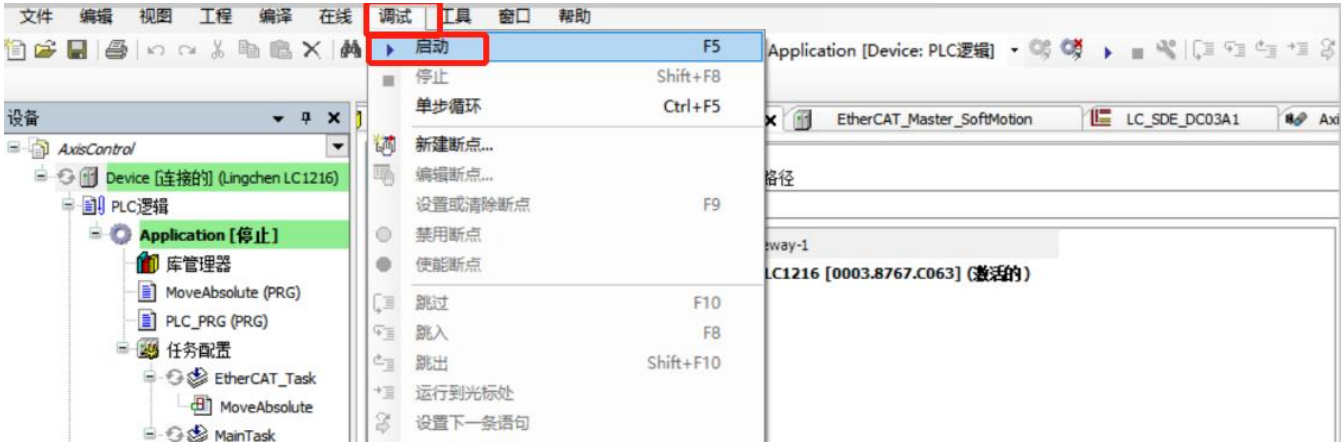 文件 编辑 视图 工程 编译 在线 调试 工具 窗口 帮助
Application [Device: PLC逻辑]
启动 F5
停止 Shift+F8
单步循环 Ctrl+F5
新建断点...
编辑断点...
设置或清除断点 F9
禁用断点
使能断点
跳过 F10
跳入 F8
跳出 Shift+F10
运行到光标处
设置下一条语句
设备
AxisControl
Device [连接的] (Lingchen LC1216)
PLC逻辑
Application [停止]
库管理器
MoveAbsolute (PRG)
PLC_PRG (PRG)
任务配置
EtherCAT_Task
MoveAbsolute
MainTask
EtherCAT_Master_SoftMotion LC_SDE_DC03A1 Axi
路径
eway-1
LC1216 [0003.8767.C063] (激活的)